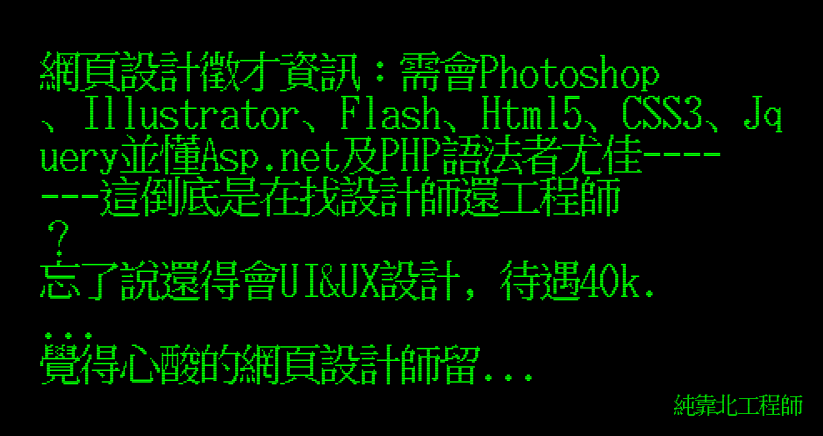 網頁設計徵才資訊：需會Photoshop
、Illustrator、Flash、Html5、CSS3、Jq
uery並懂Asp.net及PHP語法者尤佳----
---這倒底是在找設計師還工程師
？
忘了說還得會UI&UX設計, 待遇40k.
...
覺得心酸的網頁設計師留...
純靠北工程師